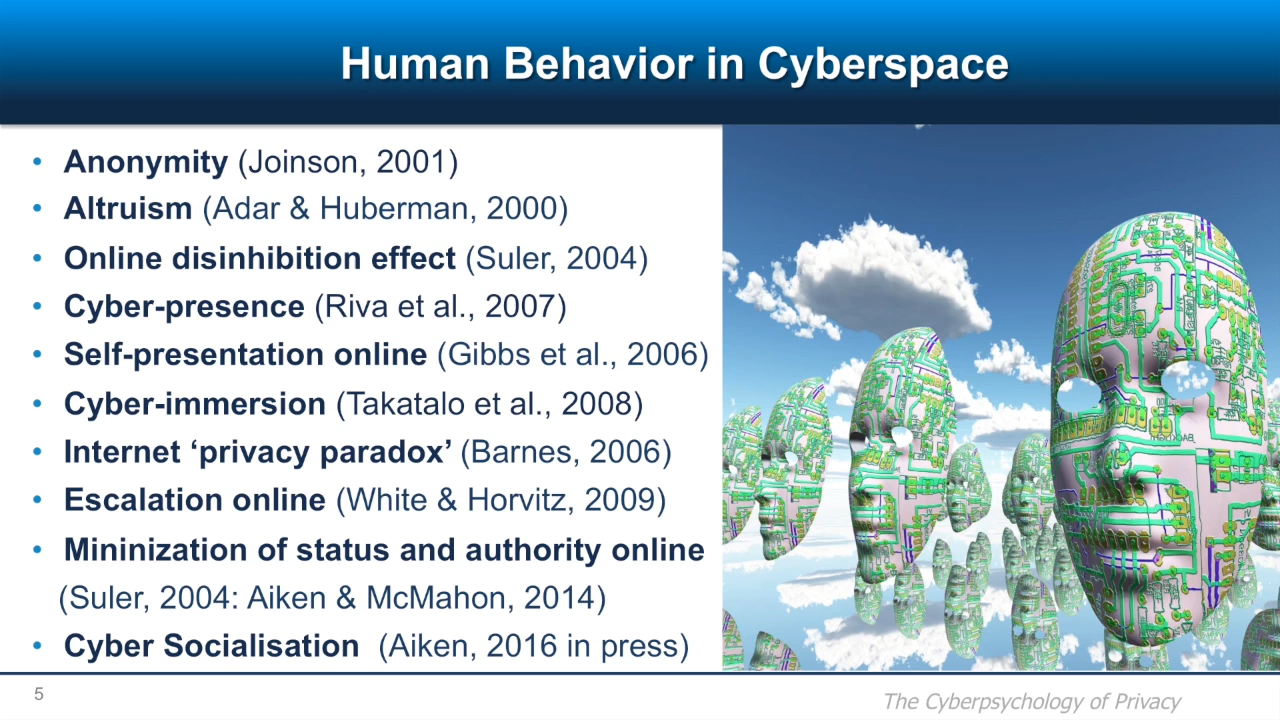 Human Behavior in Cyberspace
• Anonymity (Joinson, 2001)
• Altruism (Adar & Huberman, 2000)
• Online disinhibition effect (Suler, 2004)
• Cyber-presence (Riva et al., 2007)
• Self-presentation online (Gibbs et al., 2006)
• Cyber-immersion (Takatalo et al., 2008)
• Internet ‘privacy paradox’ (Barnes, 2006)
• Escalation online (White & Horvitz, 2009)
• Mininization of status and authority online
(Suler, 2004: Aiken & McMahon, 2014)
• Cyber Socialisation (Aiken, 2016 in press)
5
The Cyberpsychology of Privacy